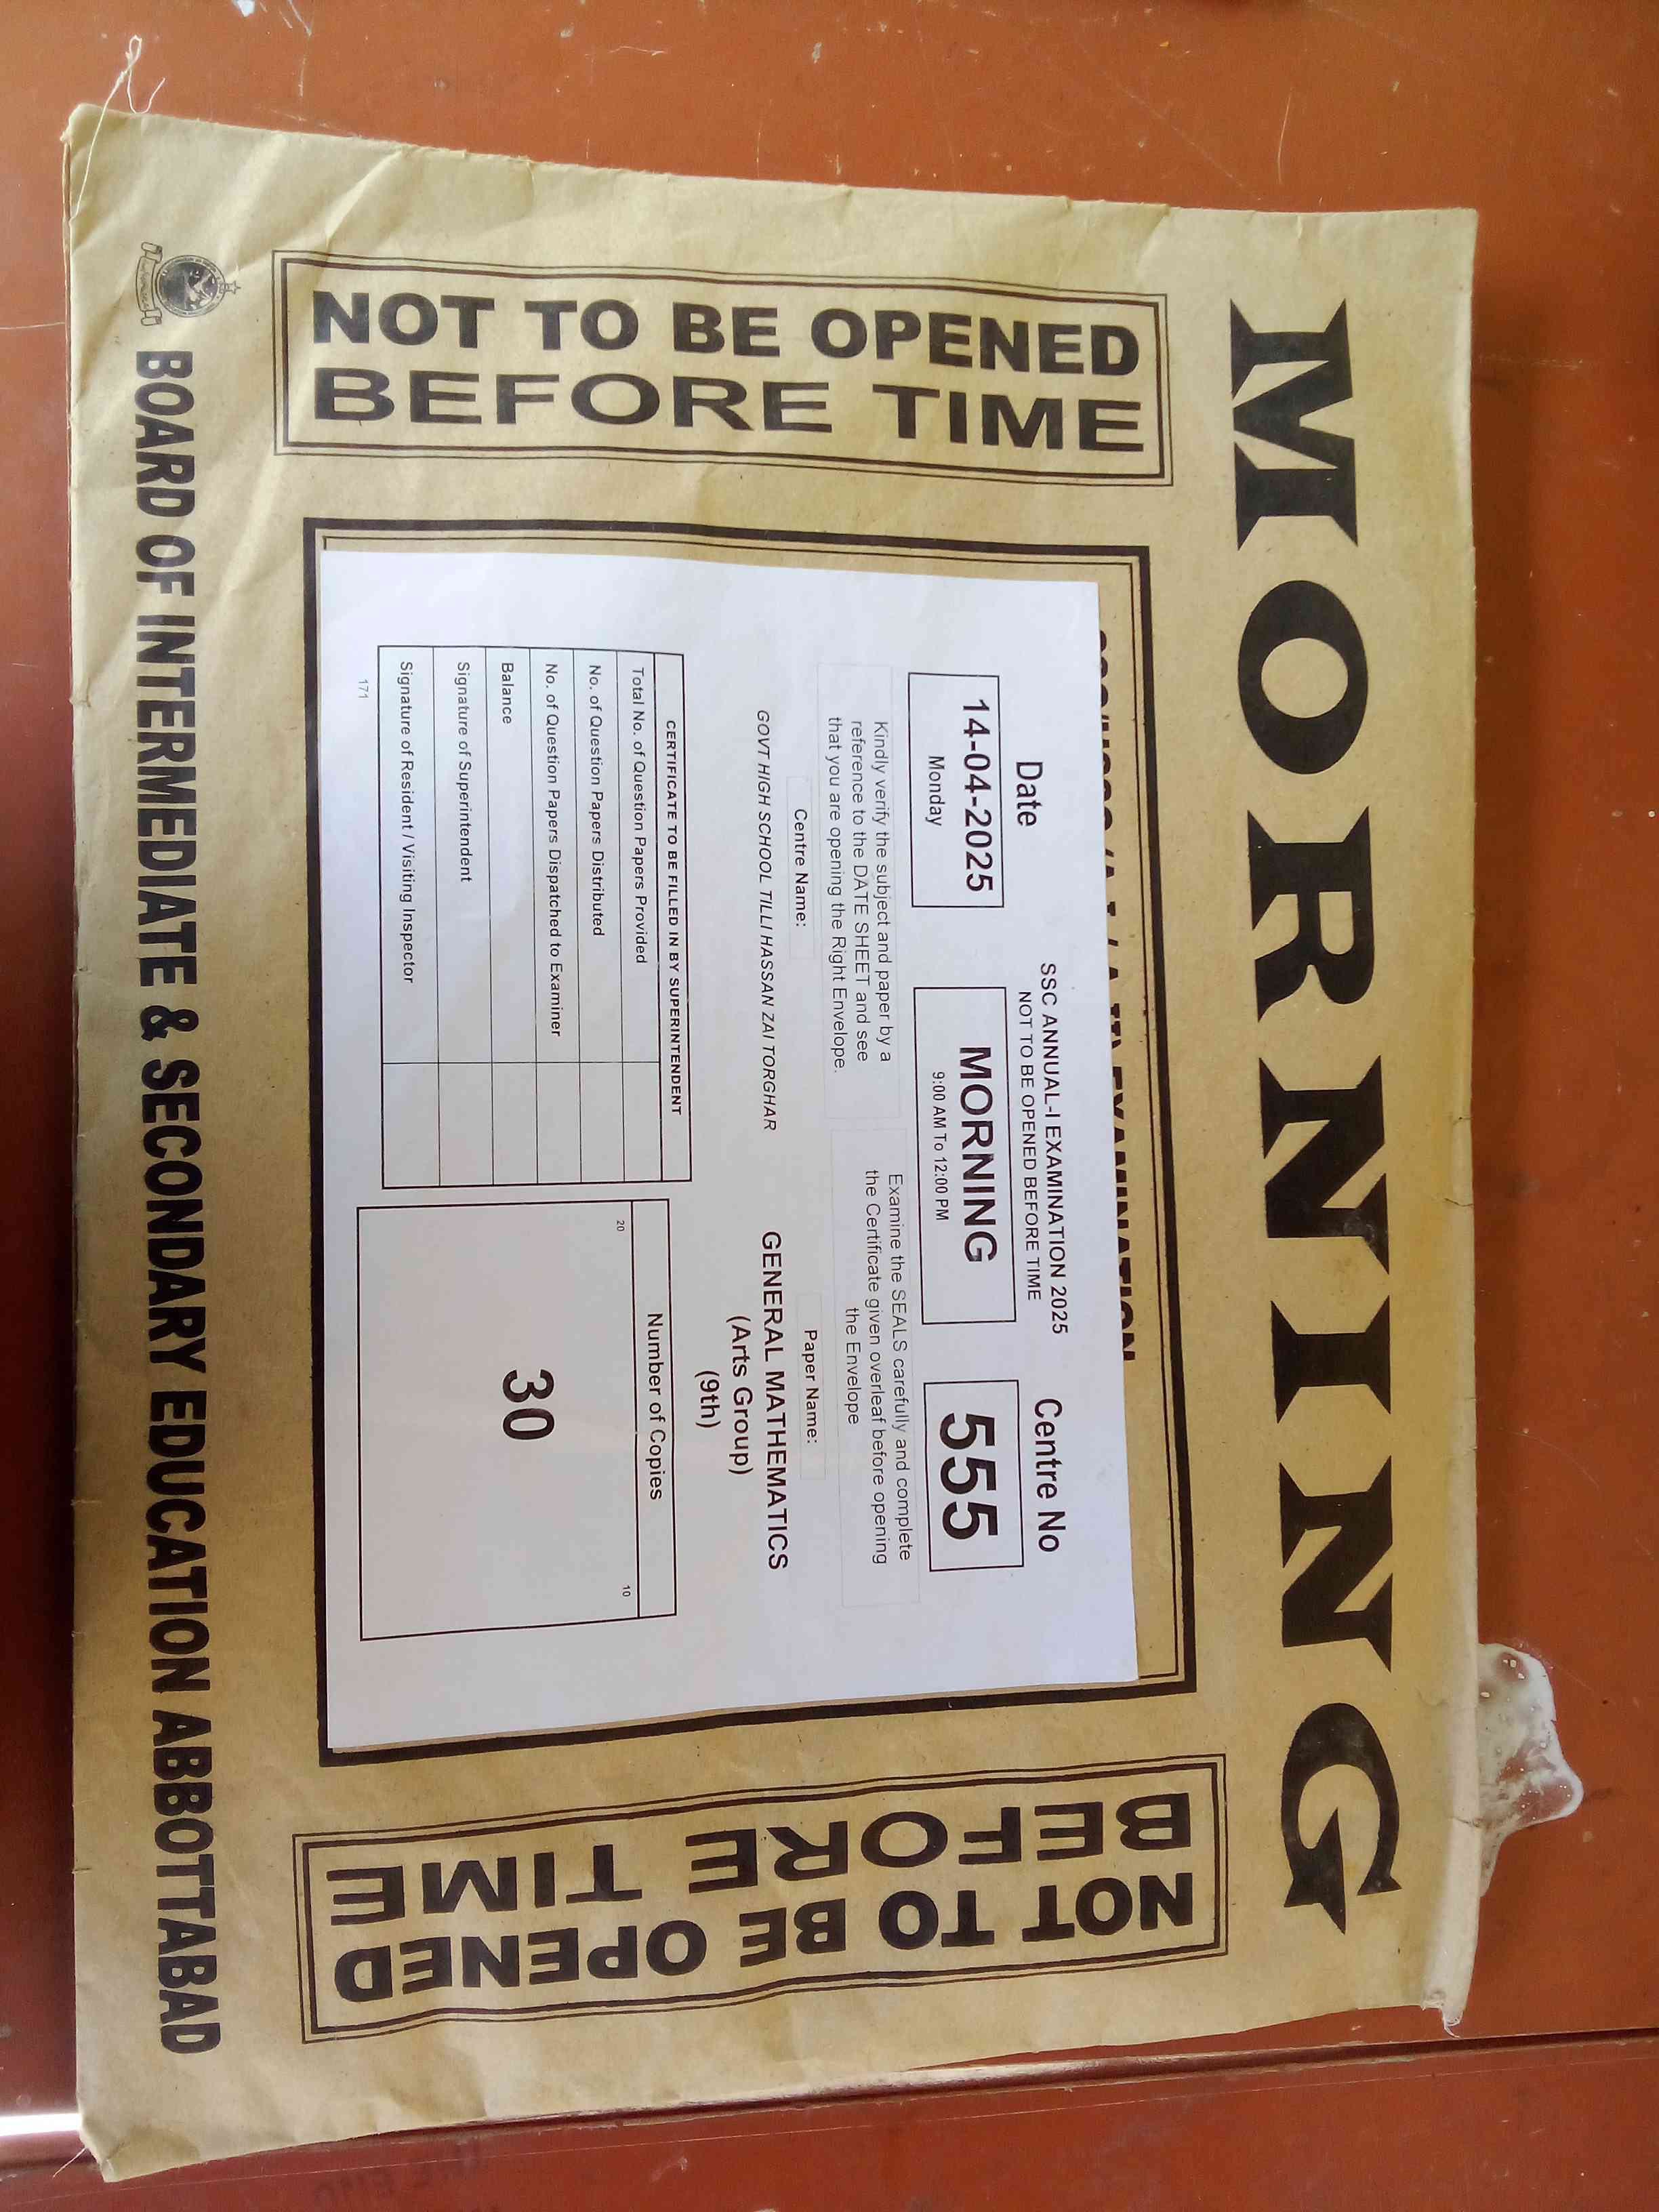 MORNING
NOT TO BE OPENED
BEFORE TIME
EXAMINATION
SSC ANNUAL-I EXAMINATION 2025
NOT TO BE OPENED BEFORE TIME
Date
14-04-2025
Monday
MORNING
9:00 AM To 12:00 PM
Centre No
555
Kindly verify the subject and paper by a
reference to the DATE SHEET and see
that you are opening the Right Envelope.
Examine the SEALS carefully and complete
the Certificate given overleaf before opening
the Envelope
Centre Name:
GOVT HIGH SCHOOL TILLI HASSAN ZAI TORGHAR
Paper Name:
GENERAL MATHEMATICS
(Arts Group)
(9th)
CERTIFICATE TO BE FILLED IN BY SUPERINTENDENT
Total No. of Question Papers Provided
No. of Question Papers Distributed
No. of Question Papers Dispatched to Examiner
Balance
Signature of Superintendent
Signature of Resident / Visiting Inspector
171
Number of Copies
20
10
30
NOT TO BE OPENED
BEFORE TIME
BOARD OF INTERMEDIATE & SECONDARY EDUCATION ABBOTTABAD